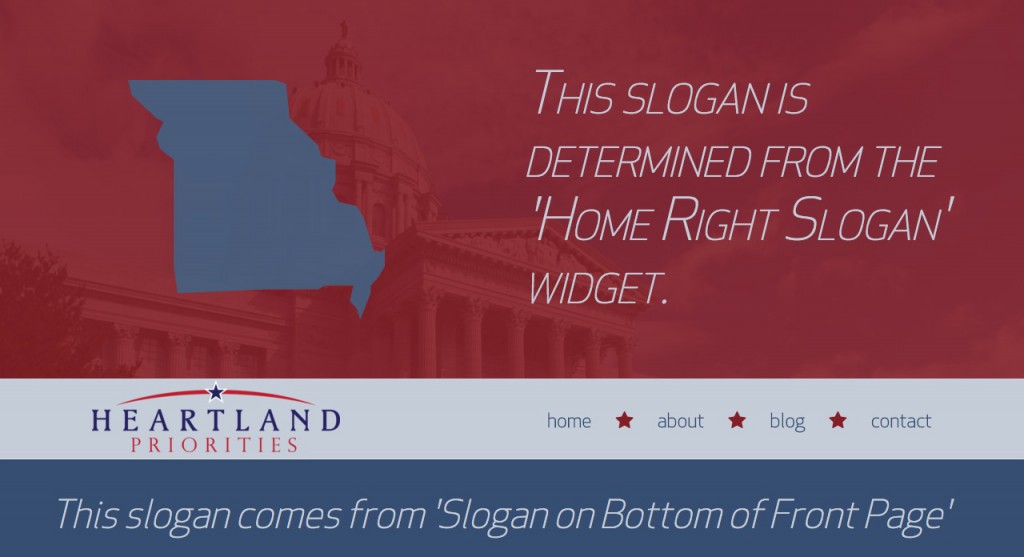 This slogan is
determined from the
'Home Right Slogan'
widget.
HEARTLAND
PRIORITIES
home about blog contact
This slogan comes from 'Slogan on Bottom of Front Page'